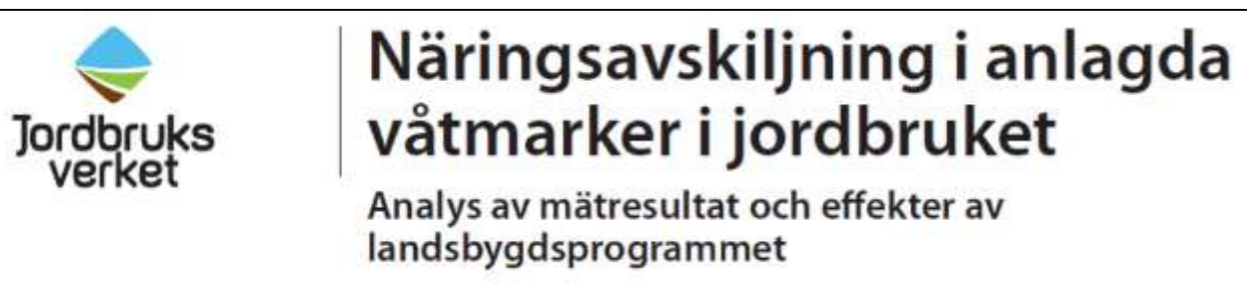 Jordbruks
verket
Näringsavskiljning i anlagda
våtmarker i jordbruket
Analys av mätresultat och effekter av
landsbygdsprogrammet